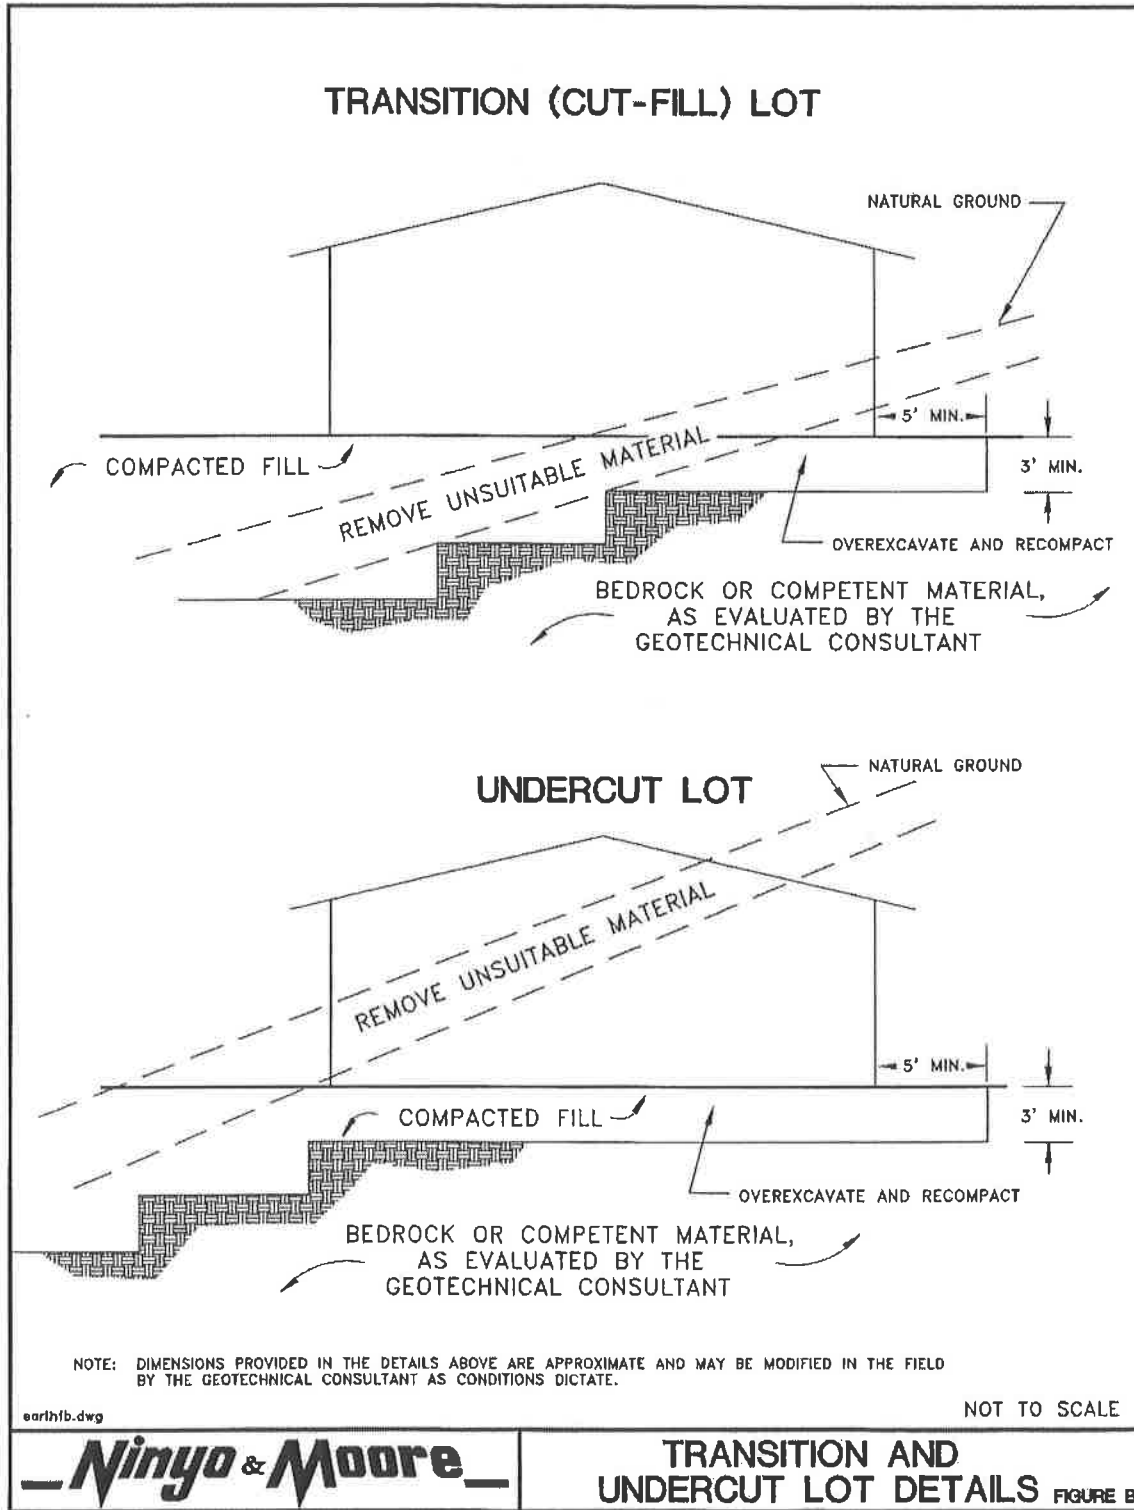 TRANSITION (CUT-FILL) LOT
NATURAL GROUND
5' MIN.
COMPACTED FILL
REMOVE UNSUITABLE MATERIAL
3' MIN.
OVEREXCAVATE AND RECOMPACT
BEDROCK OR COMPETENT MATERIAL,
AS EVALUATED BY THE
GEOTECHNICAL CONSULTANT
UNDERCUT LOT
NATURAL GROUND
REMOVE UNSUITABLE MATERIAL
5' MIN.
COMPACTED FILL
3' MIN.
OVEREXCAVATE AND RECOMPACT
BEDROCK OR COMPETENT MATERIAL,
AS EVALUATED BY THE
GEOTECHNICAL CONSULTANT
NOTE: DIMENSIONS PROVIDED IN THE DETAILS ABOVE ARE APPROXIMATE AND MAY BE MODIFIED IN THE FIELD
BY THE GEOTECHNICAL CONSULTANT AS CONDITIONS DICTATE.
earthfb.dwg
NOT TO SCALE
Ninyo & Moore
TRANSITION AND
UNDERCUT LOT DETAILS FIGURE B